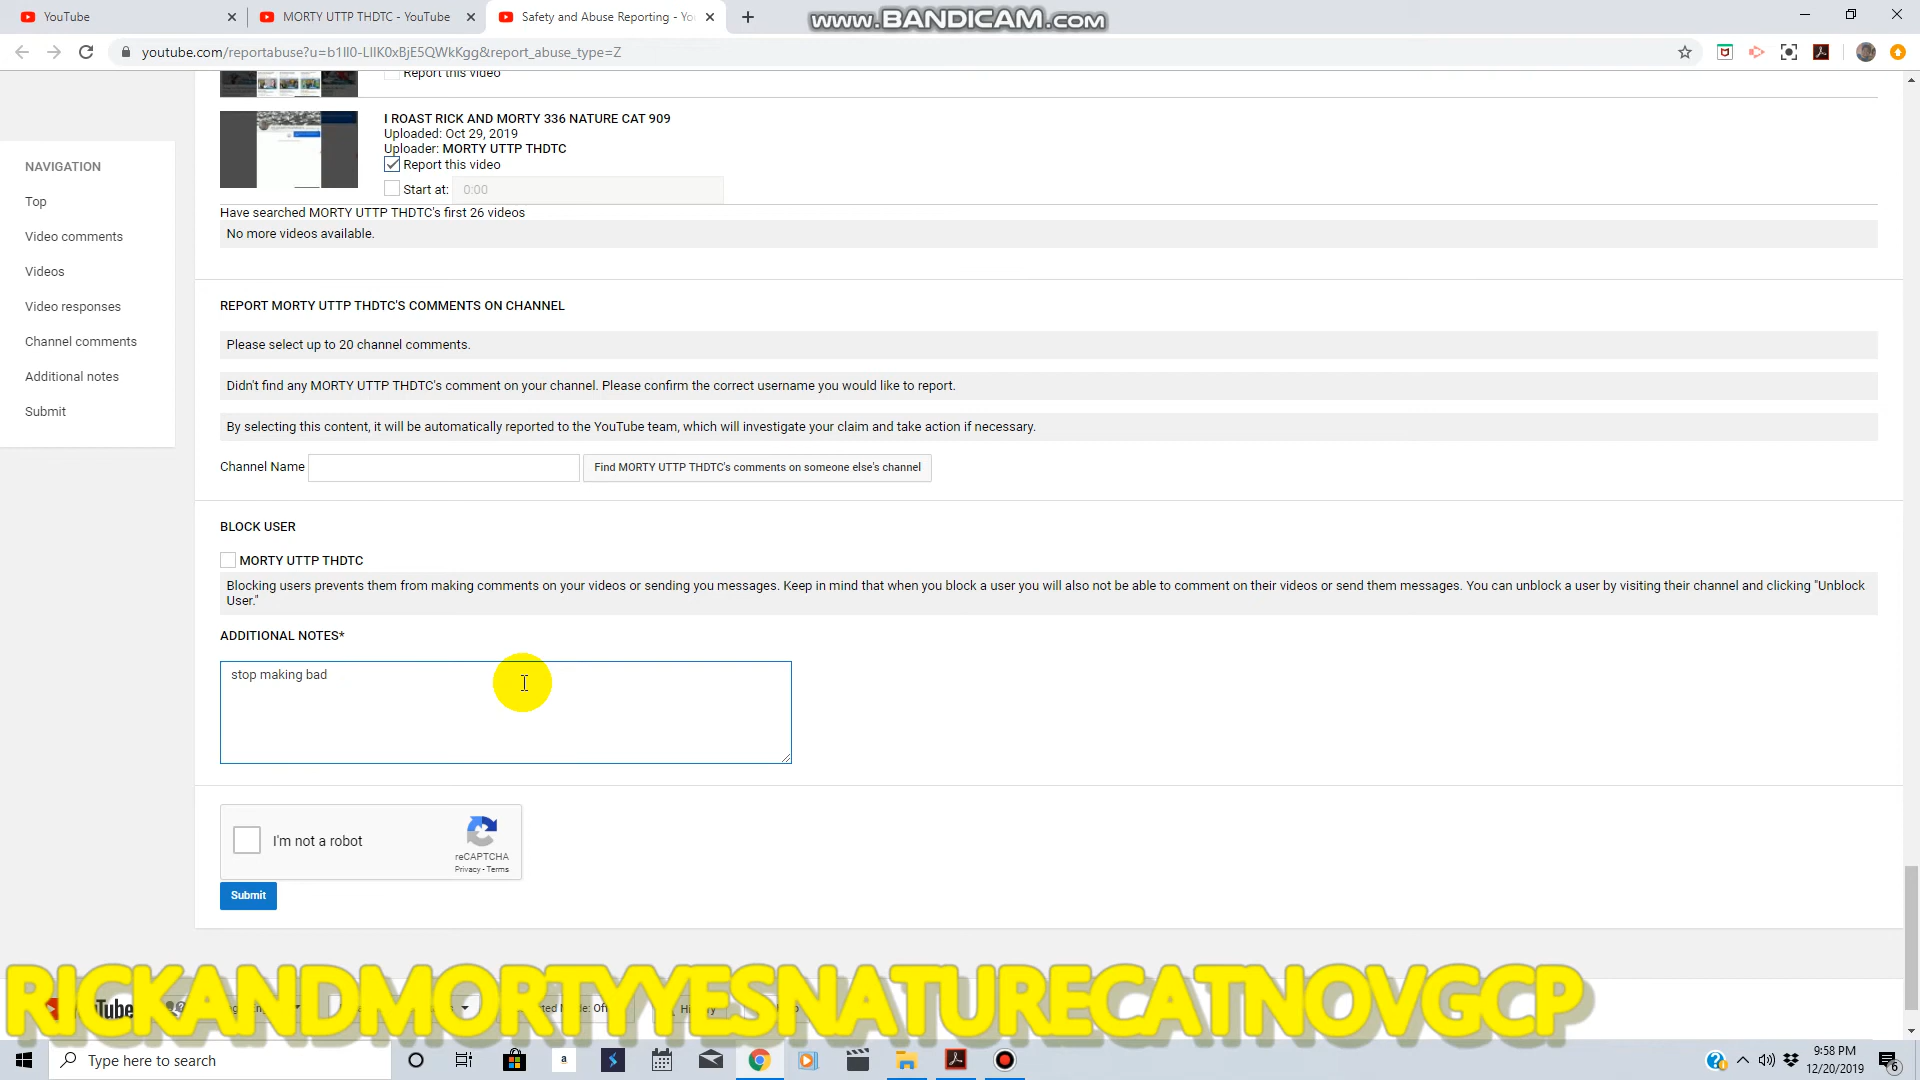 YouTube
MORTY UTTP THDTC - YouTube
Safety and Abuse Reporting - Yo
www.BANDICAM.com
youtube.com/reportabuse?u=b1Il0-LlIK0xBjE5QWkKgg&report_abuse_type=Z
Report this video
I ROAST RICK AND MORTY 336 NATURE CAT 909
Uploaded: Oct 29, 2019
Uploader: MORTY UTTP THDTC
Report this video
Start at: 0:00
Have searched MORTY UTTP THDTC's first 26 videos
No more videos available.
NAVIGATION
Top
Video comments
Videos
Video responses
Channel comments
Additional notes
Submit
REPORT MORTY UTTP THDTC'S COMMENTS ON CHANNEL
Please select up to 20 channel comments.
Didn't find any MORTY UTTP THDTC's comment on your channel. Please confirm the correct username you would like to report.
By selecting this content, it will be automatically reported to the YouTube team, which will investigate your claim and take action if necessary.
Channel Name
Find MORTY UTTP THDTC's comments on someone else's channel
BLOCK USER
MORTY UTTP THDTC
Blocking users prevents them from making comments on your videos or sending you messages. Keep in mind that when you block a user you will also not be able to comment on their videos or send them messages. You can unblock a user by visiting their channel and clicking "Unblock
User."
ADDITIONAL NOTES*
stop making bad
I'm not a robot
reCAPTCHA
Privacy - Terms
Submit
RICKANDMORTYYESNATURECATNOVGCP
Type here to search
a
9:58 PM
12/20/2019
6